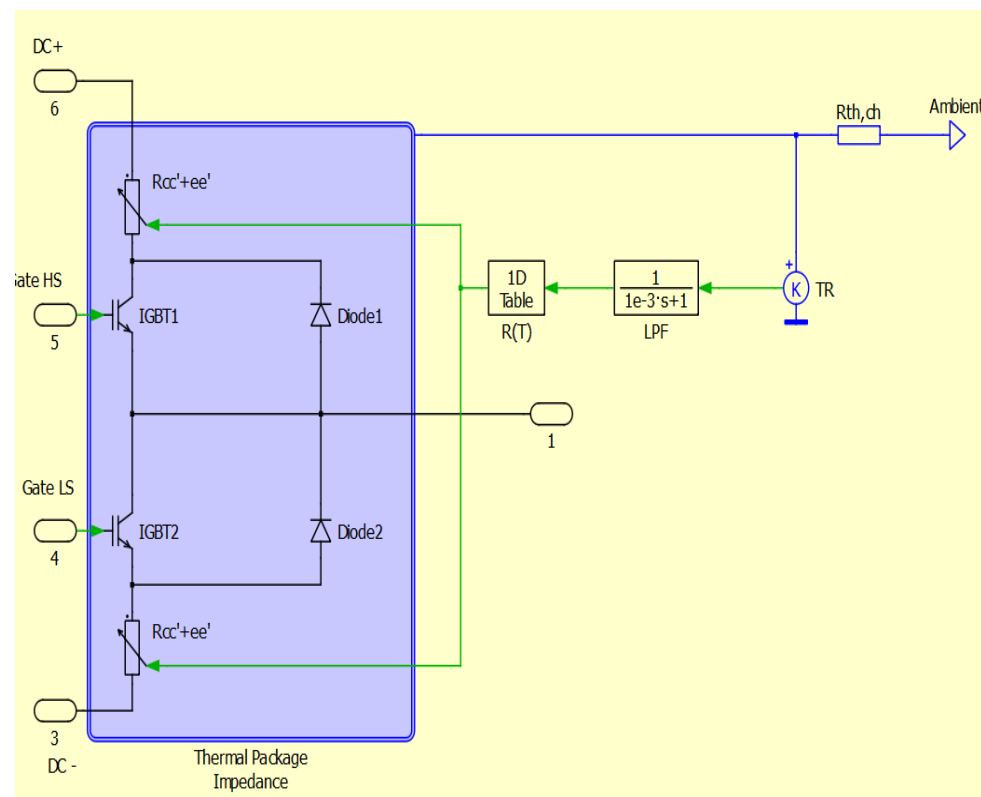 DC+
6
Rcc'+ee'
Gate HS
5
IGBT1
Diode1
Rth,ch
Ambient
1D
Table
R(T)
1
1e-3·s+1
LPF
K
+
TR
1
Gate LS
4
IGBT2
Diode2
Rcc'+ee'
3
DC -
Thermal Package
Impedance